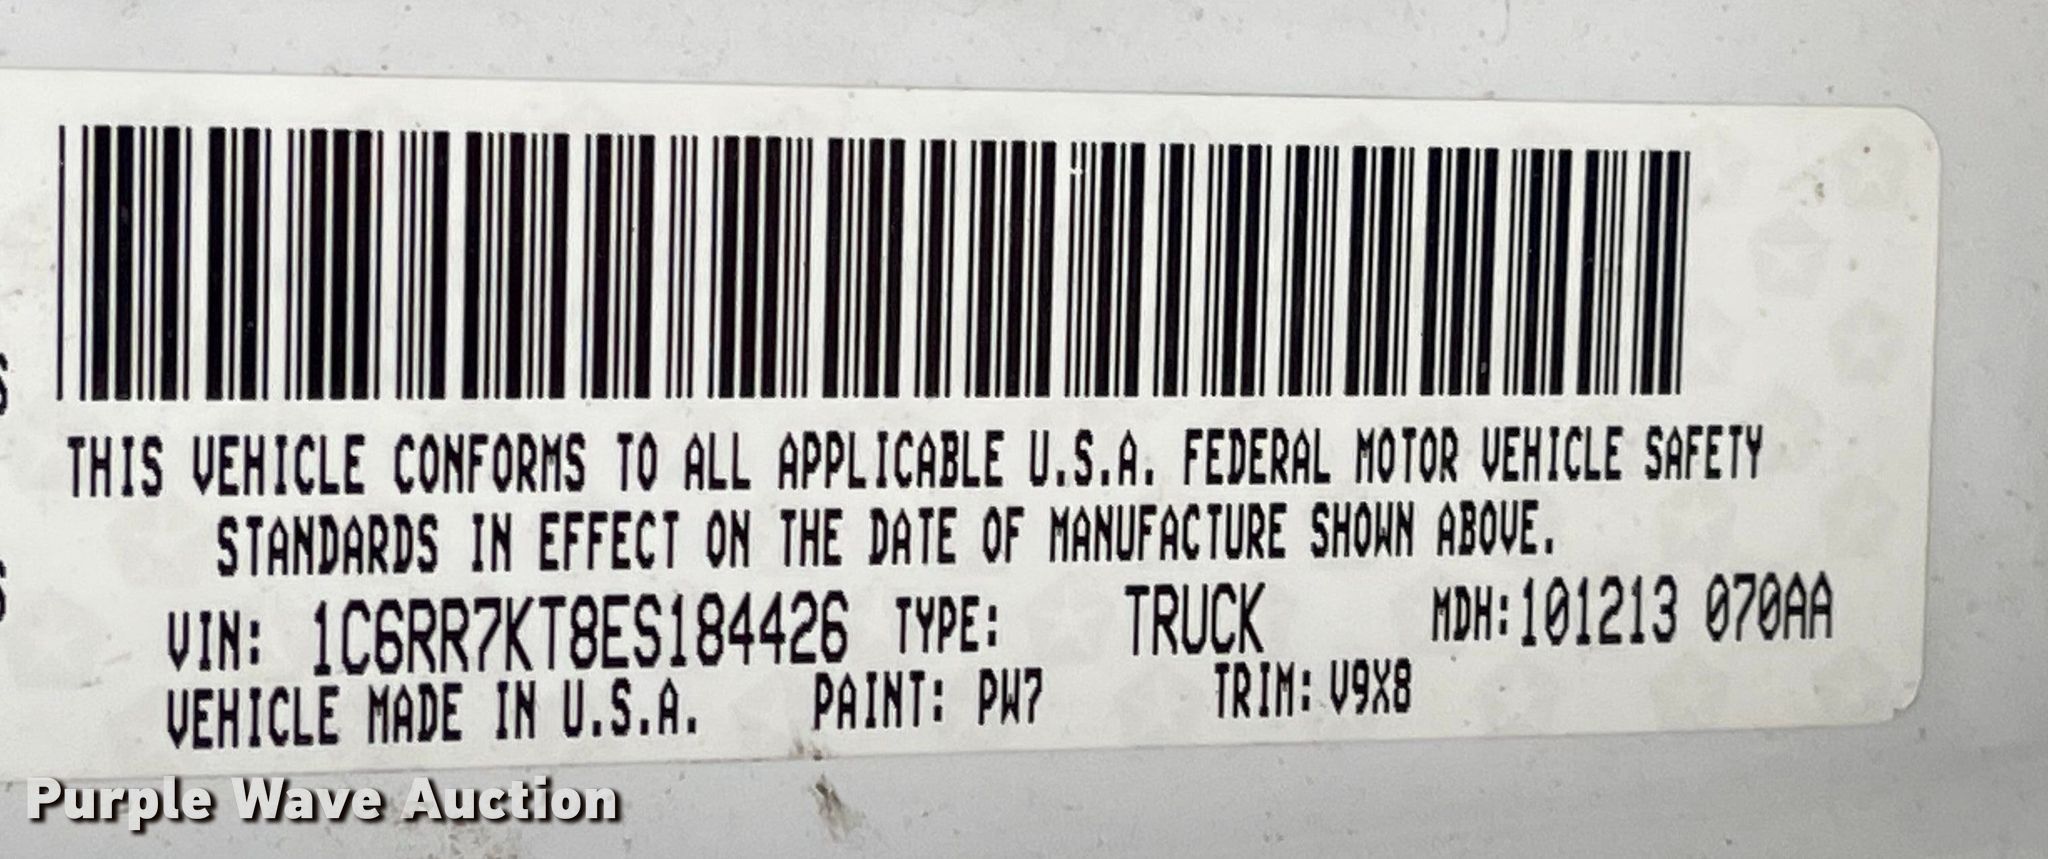 THIS VEHICLE CONFORMS TO ALL APPLICABLE U.S.A. FEDERAL MOTOR VEHICLE SAFETY
STANDARDS IN EFFECT ON THE DATE OF MANUFACTURE SHOWN ABOVE.
VIN: 1C6RR7KT8ES184426 TYPE: TRUCK MDH:101213 070AA
VEHICLE MADE IN U.S.A. PAINT: PW7 TRIM:V9X8
Purple Wave Auction